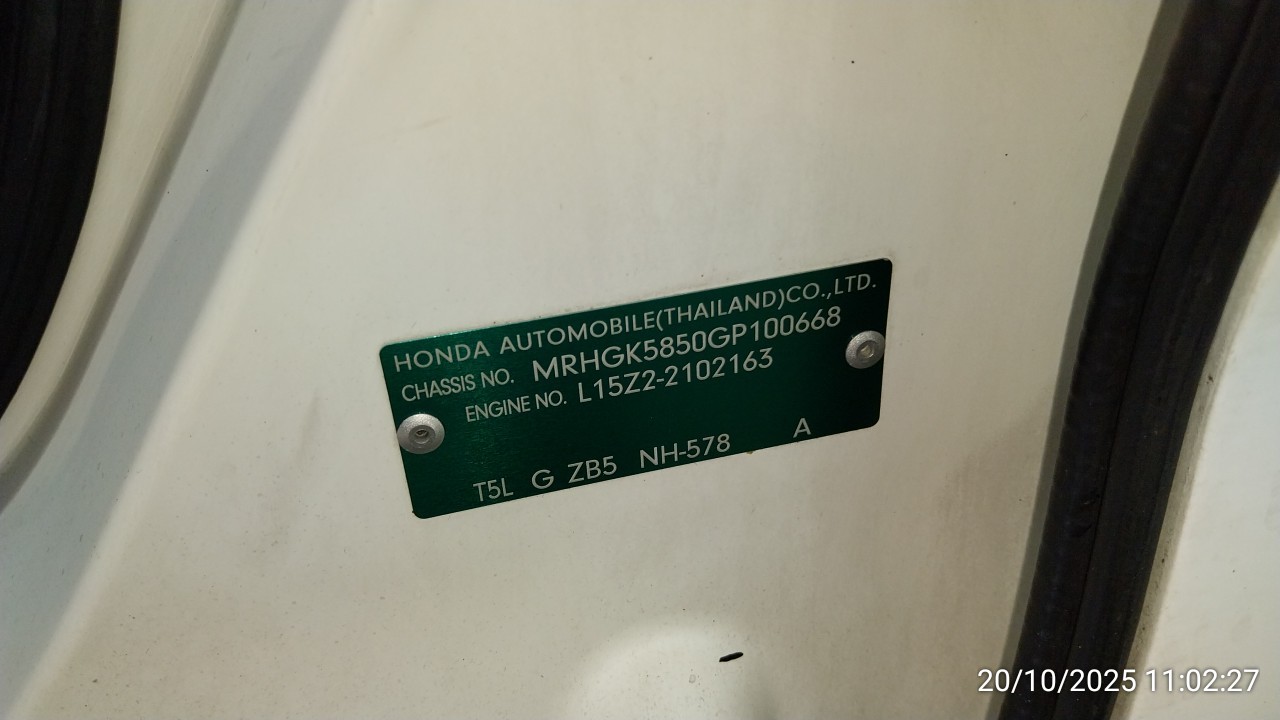 HONDA AUTOMOBILE(THAILAND)CO.,LTD.
CHASSIS NO. MRHGK5850GP100668
ENGINE NO. L15Z2-2102163
T5L G ZB5 NH-578 A
20/10/2025 11:02:27